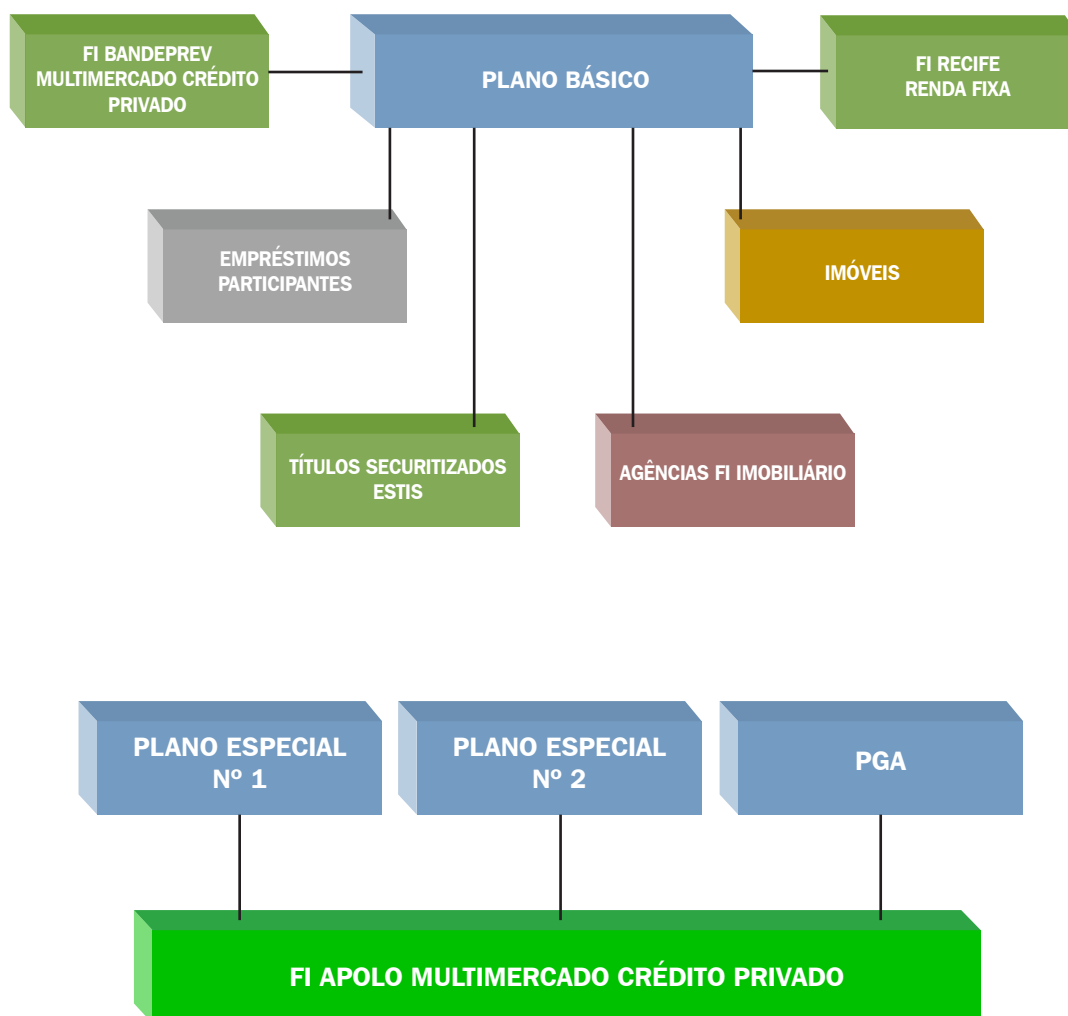 FI BANDEPREV
MULTIMERCADO CRÉDITO
PRIVADO
PLANO BÁSICO
FI RECIFE
RENDA FIXA
EMPRÉSTIMOS
PARTICIPANTES
IMÓVEIS
TÍTULOS SECURITIZADOS
ESTIS
AGÊNCIAS FI IMOBILIÁRIO
PLANO ESPECIAL
Nº 1
PLANO ESPECIAL
Nº 2
PGA
FI APOLO MULTIMERCADO CRÉDITO PRIVADO